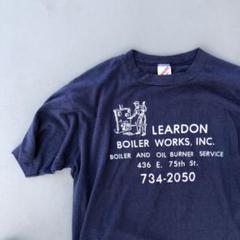 LEARDON
BOILER WORKS, INC.
BOILER AND OIL BURNER SERVICE
436 E. 75th St.
734-2050